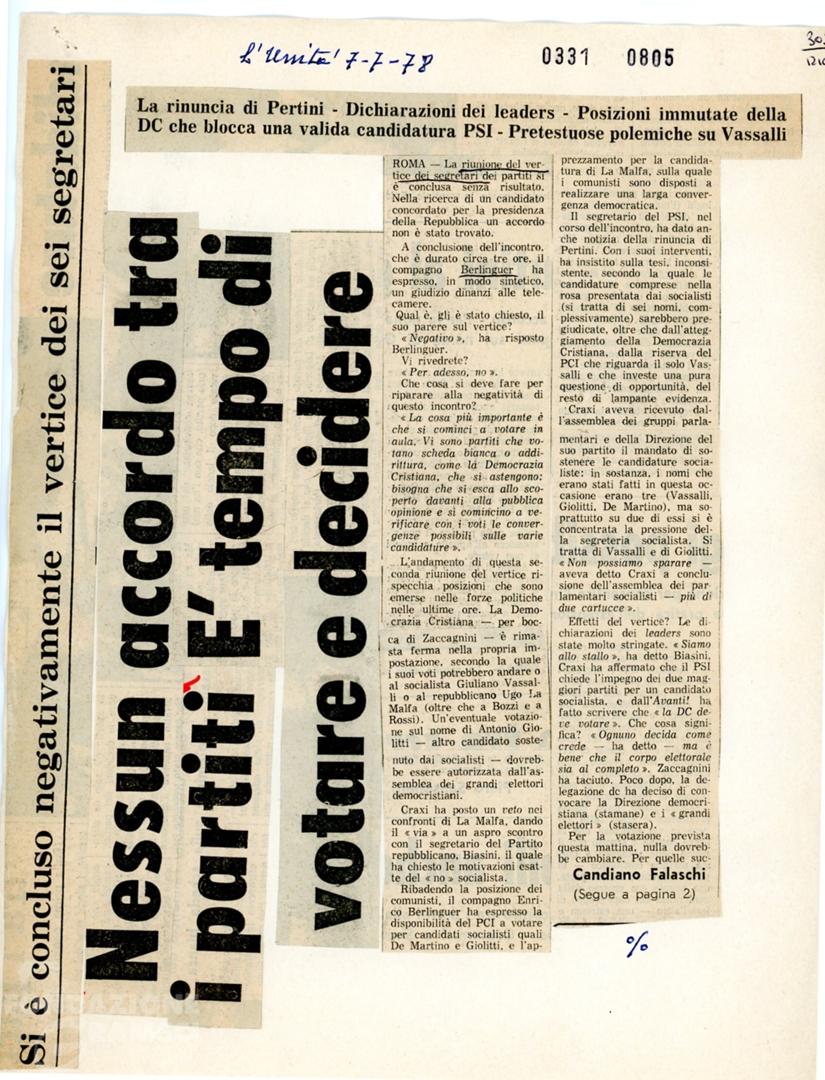 L'Unità 7-7-78
0331 0805
30.
Si è concluso negativamente il vertice dei sei segretari
Nessun accordo tra
i partiti E' tempo di
votare e decidere
La rinuncia di Pertini - Dichiarazioni dei leaders - Posizioni immutate della
DC che blocca una valida candidatura PSI - Pretestuose polemiche su Vassalli
ROMA — La riunione del ver-
tice dei segretari dei partiti si
è conclusa senza risultato.
Nella ricerca di un candidato
concordato per la presidenza
della Repubblica un accordo
non è stato trovato.
A conclusione dell'incontro,
che è durato circa tre ore, il
compagno Berlinguer ha
espresso, in modo sintetico,
un giudizio dinanzi alle tele-
camere.
Qual è, gli è stato chiesto, il
suo parere sul vertice?
« Negativo », ha risposto
Berlinguer.
Vi rivedrete?
« Per adesso, no ».
Che cosa si deve fare per
riparare alla negatività di
questo incontro?
« La cosa più importante è
che si cominci a votare in
aula. Vi sono partiti che vo-
tano scheda bianca o addi-
rittura, come la Democrazia
Cristiana, che si astengono:
bisogna che si esca allo sco-
perto davanti alla pubblica
opinione e si comincino a ve-
rificare con i voti le conver-
genze possibili sulle varie
candidature ».
L'andamento di questa se-
conda riunione del vertice ri-
specchia posizioni che sono
emerse nelle forze politiche
nelle ultime ore. La Demo-
crazia Cristiana — per boc-
ca di Zaccagnini — è rima-
sta ferma nella propria im-
postazione, secondo la quale
i suoi voti potrebbero andare o
al socialista Giuliano Vassal-
li o al repubblicano Ugo La
Malfa (oltre che a Bozzi e a
Rossi). Un'eventuale votazio-
ne sul nome di Antonio Gio-
litti — altro candidato soste-
nuto dai socialisti — dovreb-
be essere autorizzata dall'as-
semblea dei grandi elettori
democristiani.
Craxi ha posto un veto nei
confronti di La Malfa, dando
il « via » a un aspro scontro
con il segretario del Partito
repubblicano, Biasini, il quale
ha chiesto le motivazioni esat-
te del « no » socialista.
Ribadendo la posizione dei
comunisti, il compagno Enri-
co Berlinguer ha espresso la
disponibilità del PCI a votare
per candidati socialisti quali
De Martino e Giolitti, e l'ap-
prezzamento per la candida-
tura di La Malfa, sulla quale
i comunisti sono disposti a
realizzare una larga conver-
genza democratica.
Il segretario del PSI, nel
corso dell'incontro, ha dato an-
che notizia della rinuncia di
Pertini. Con i suoi interventi,
ha insistito sulla tesi, inconsi-
stente, secondo la quale le
candidature comprese nella
rosa presentata dai socialisti
(si tratta di sei nomi, com-
plessivamente) sarebbero pre-
giudicate, oltre che dall'atteg-
giamento della Democrazia
Cristiana, dalla riserva del
PCI che riguarda il solo Vas-
salli e che investe una pura
questione di opportunità, del
resto di lampante evidenza.
Craxi aveva ricevuto dal-
l'assemblea dei gruppi parla-
mentari e della Direzione del
suo partito il mandato di so-
stenere le candidature socia-
liste: in sostanza, i nomi che
erano stati fatti in questa oc-
casione erano tre (Vassalli,
Giolitti, De Martino), ma so-
prattutto su due di essi si è
concentrata la pressione del-
la segreteria socialista. Si
tratta di Vassalli e di Giolitti.
« Non possiamo sparare —
aveva detto Craxi a conclu-
sione dell'assemblea dei par-
lamentari socialisti — più di
due cartucce ».
Effetti del vertice? Le di-
chiarazioni dei leaders sono
state molto stringate. « Siamo
allo stallo », ha detto Biasini,
Craxi ha affermato che il PSI
chiede l'impegno dei due mag-
giori partiti per un candidato
socialista, e dall'Avanti! ha
fatto scrivere che « la DC de-
ve votare ». Che cosa signi-
fica? « Ognuno decida come
crede — ha detto — ma è
bene che il corpo elettorale
sia al completo ». Zaccagnini
ha taciuto. Poco dopo, la de-
legazione dc ha deciso di con-
vocare la Direzione democri-
stiana (stamane) e i « grandi
elettori » (stasera).
Per la votazione prevista
questa mattina, nulla dovreb-
be cambiare. Per quelle suc-
Candiano Falaschi
(Segue a pagina 2)
%